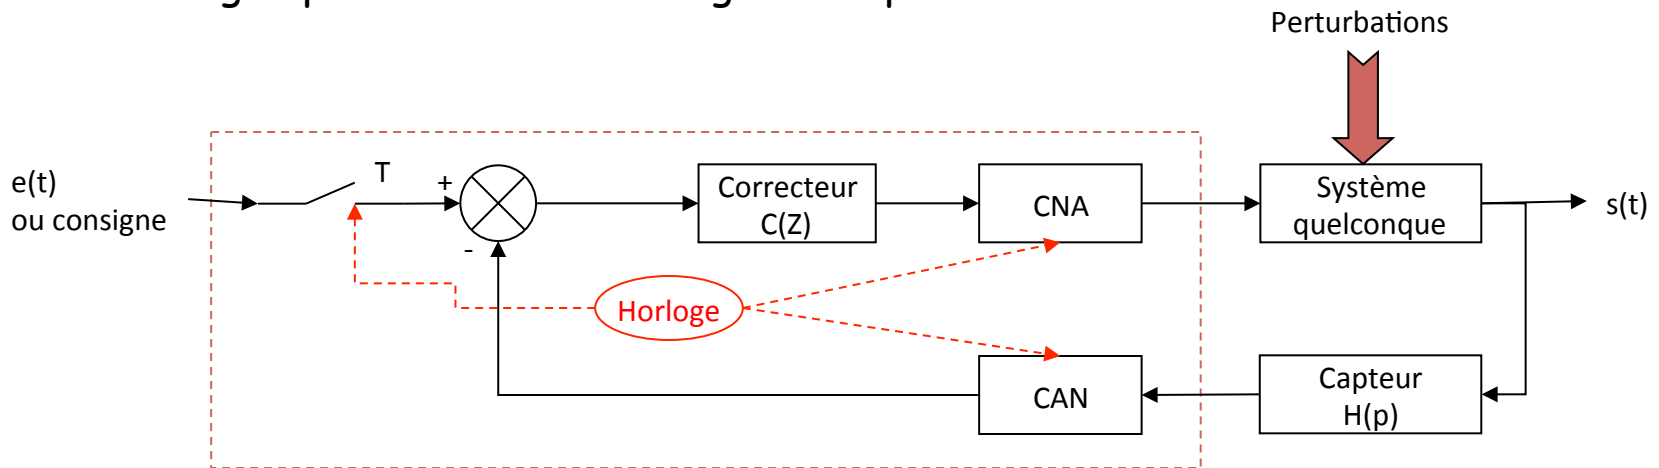 Perturbations
e(t)
ou consigne
T
+
-
Correcteur
C(Z)
CNA
Système
quelconque
s(t)
Horloge
CAN
Capteur
H(p)